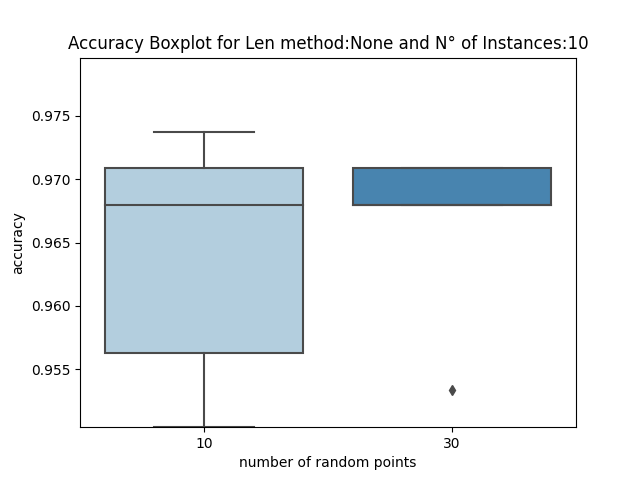 Accuracy Boxplot for Len method:None and N° of Instances:10
0.975
0.970
0.965
0.960
0.955
accuracy
10 30
number of random points